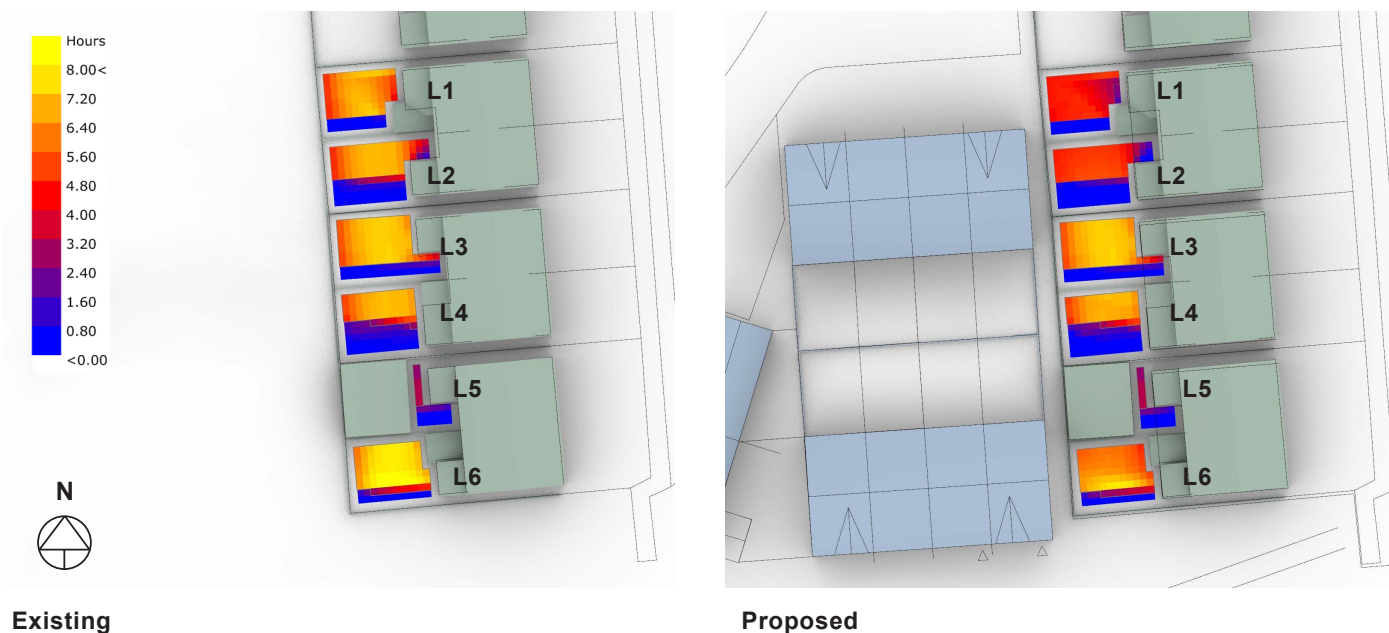 Hours
8.00<
7.20
6.40
5.60
4.80
4.00
3.20
2.40
1.60
0.80
<0.00
L1
L2
L3
L4
L5
L6
N
Existing
L1
L2
L3
L4
L5
L6
Proposed